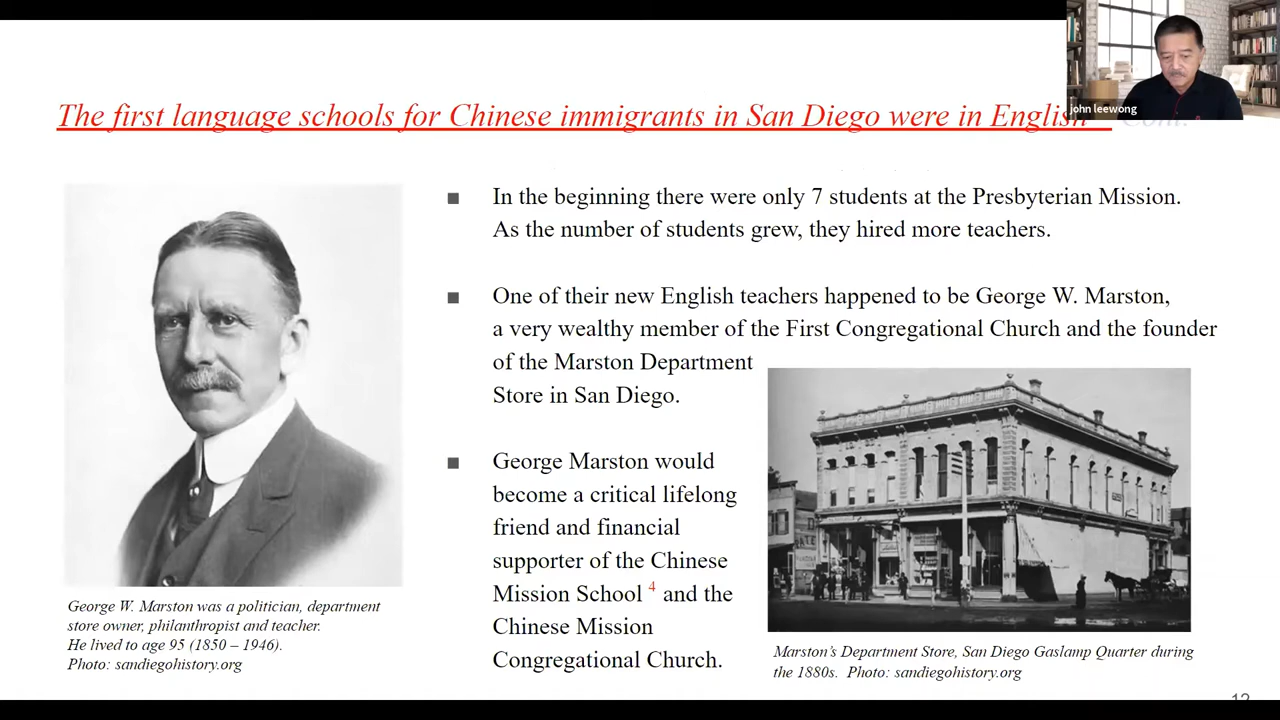 john leewong
The first language schools for Chinese immigrants in San Diego were in English
■ In the beginning there were only 7 students at the Presbyterian Mission.
As the number of students grew, they hired more teachers.
■ One of their new English teachers happened to be George W. Marston,
a very wealthy member of the First Congregational Church and the founder
of the Marston Department
Store in San Diego.
■ George Marston would
become a critical lifelong
friend and financial
supporter of the Chinese
Mission School 4 and the
Chinese Mission
Congregational Church.
George W. Marston was a politician, department
store owner, philanthropist and teacher.
He lived to age 95 (1850 – 1946).
Photo: sandiegohistory.org
Marston’s Department Store, San Diego Gaslamp Quarter during
the 1880s. Photo: sandiegohistory.org